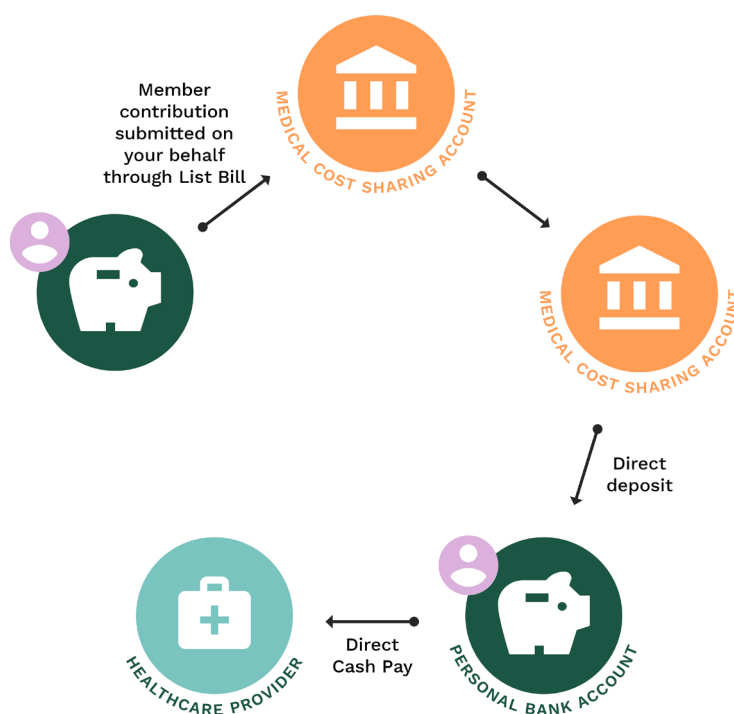 Member
contribution
submitted on
your behalf
through List Bill
MEDICAL COST SHARING ACCOUNT
MEDICAL COST SHARING ACCOUNT
Direct
deposit
PERSONAL BANK ACCOUNT
Direct
Cash Pay
HEALTHCARE PROVIDER